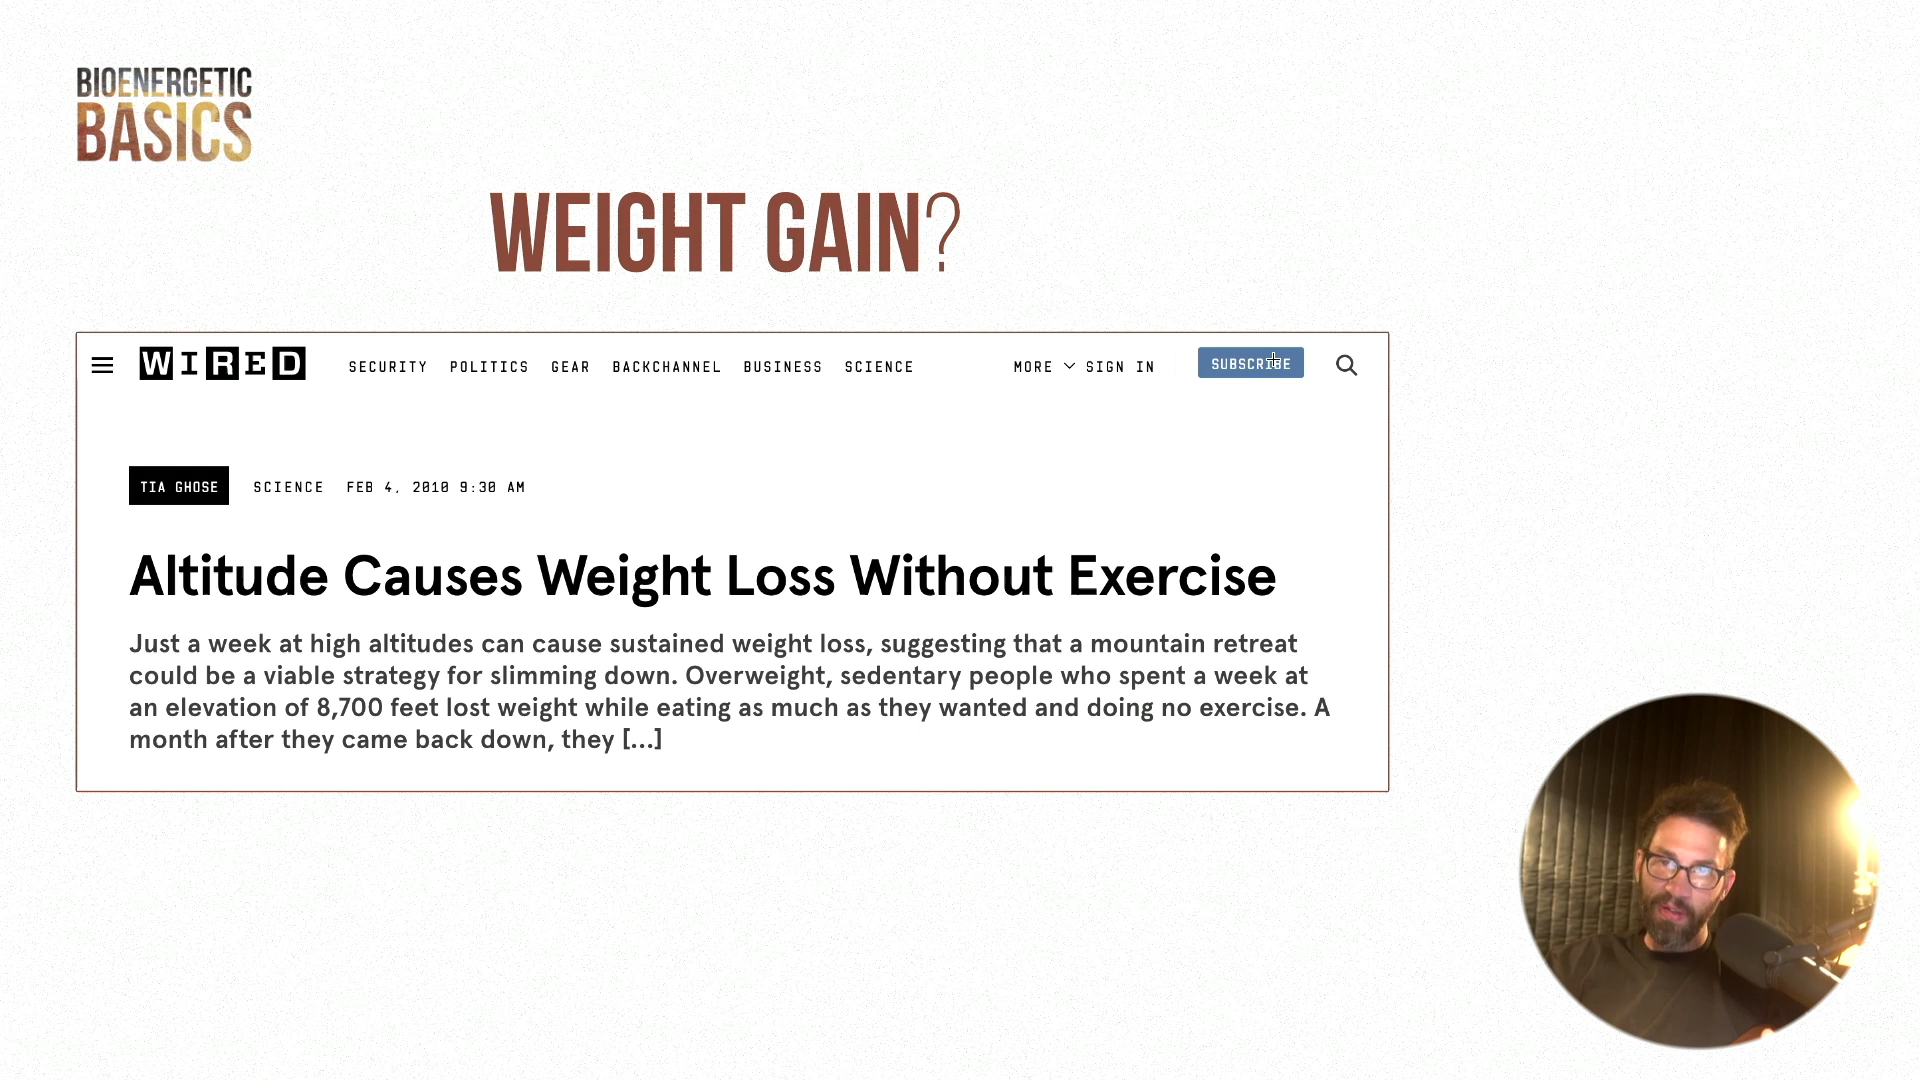 BIOENERGETIC
BASICS
WEIGHT GAIN?
WIRED SECURITY POLITICS GEAR BACKCHANNEL BUSINESS SCIENCE MORE SIGN IN SUBSCRIBE
TIA GHOSE SCIENCE FEB 4, 2010 9:30 AM
Altitude Causes Weight Loss Without Exercise
Just a week at high altitudes can cause sustained weight loss, suggesting that a mountain retreat
could be a viable strategy for slimming down. Overweight, sedentary people who spent a week at
an elevation of 8,700 feet lost weight while eating as much as they wanted and doing no exercise. A
month after they came back down, they [...]